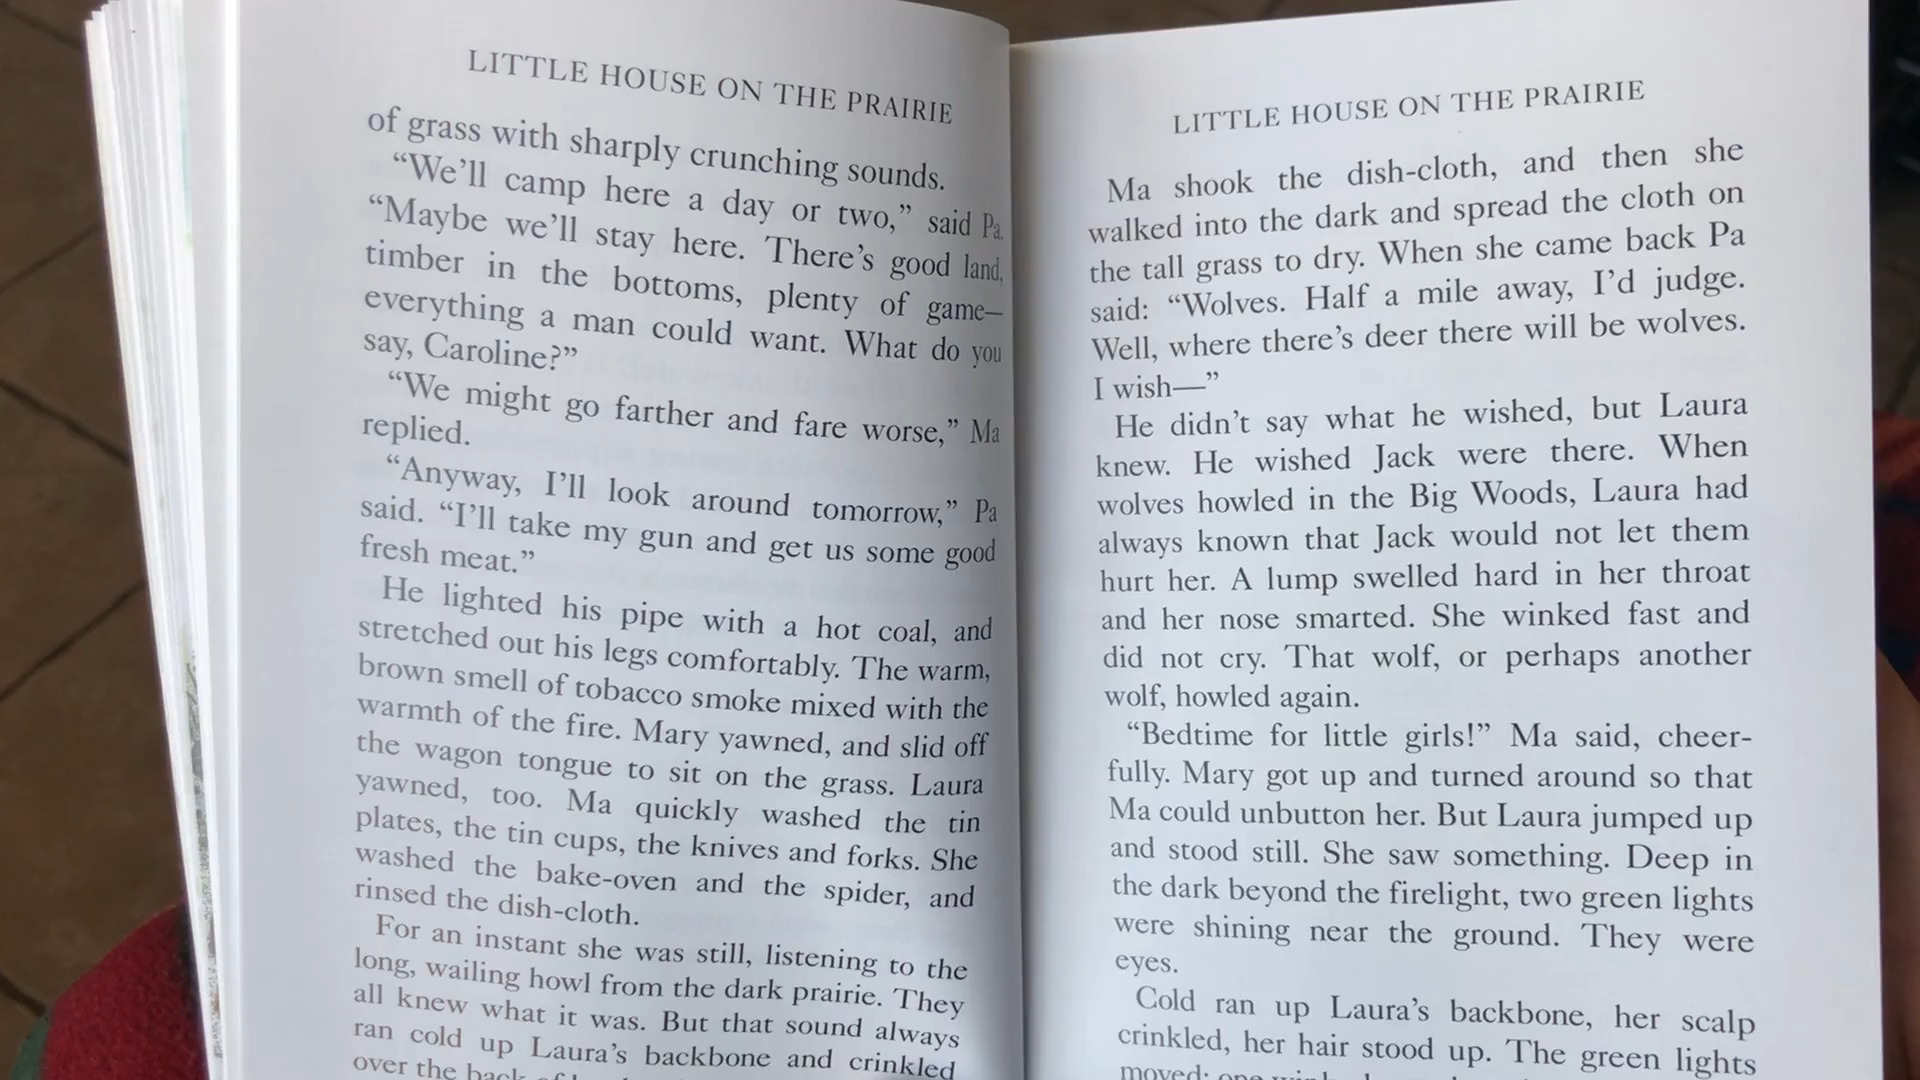 LITTLE HOUSE ON THE PRAIRIE
of grass with sharply crunching sounds.
“We’ll camp here a day or two,” said Pa.
“Maybe we’ll stay here. There’s good land,
timber in the bottoms, plenty of game—
everything a man could want. What do you
say, Caroline?”
“We might go farther and fare worse,” Ma
replied.
“Anyway, I’ll look around tomorrow,” Pa
said. “I’ll take my gun and get us some good
fresh meat.”
He lighted his pipe with a hot coal, and
stretched out his legs comfortably. The warm,
brown smell of tobacco smoke mixed with the
warmth of the fire. Mary yawned, and slid off
the wagon tongue to sit on the grass. Laura
yawned, too. Ma quickly washed the tin
plates, the tin cups, the knives and forks. She
washed the bake-oven and the spider, and
rinsed the dish-cloth.
For an instant she was still, listening to the
long, wailing howl from the dark prairie. They
all knew what it was. But that sound always
ran cold up Laura’s backbone and crinkled
over the back of
LITTLE HOUSE ON THE PRAIRIE
Ma shook the dish-cloth, and then she
walked into the dark and spread the cloth on
the tall grass to dry. When she came back Pa
said: “Wolves. Half a mile away, I’d judge.
Well, where there’s deer there will be wolves.
I wish—”
He didn’t say what he wished, but Laura
knew. He wished Jack were there. When
wolves howled in the Big Woods, Laura had
always known that Jack would not let them
hurt her. A lump swelled hard in her throat
and her nose smarted. She winked fast and
did not cry. That wolf, or perhaps another
wolf, howled again.
“Bedtime for little girls!” Ma said, cheer-
fully. Mary got up and turned around so that
Ma could unbutton her. But Laura jumped up
and stood still. She saw something. Deep in
the dark beyond the firelight, two green lights
were shining near the ground. They were
eyes.
Cold ran up Laura’s backbone, her scalp
crinkled, her hair stood up. The green lights
moved; one